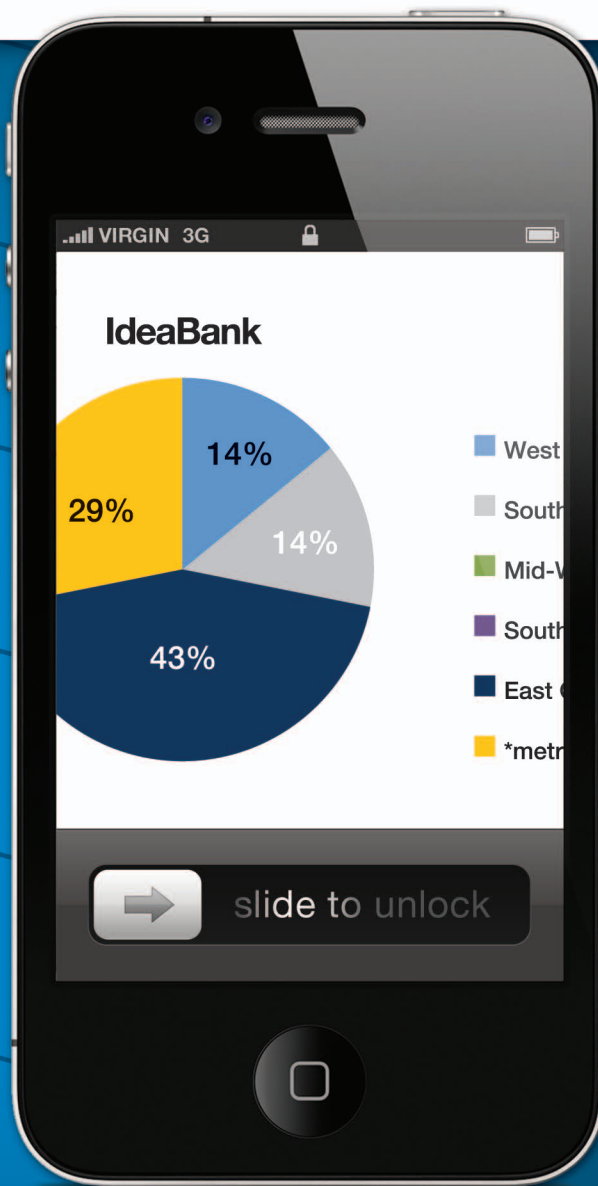 VIRGIN 3G
IdeaBank
14%
29%
14%
43%
West
South
Mid-W
South
East
*metr
slide to unlock